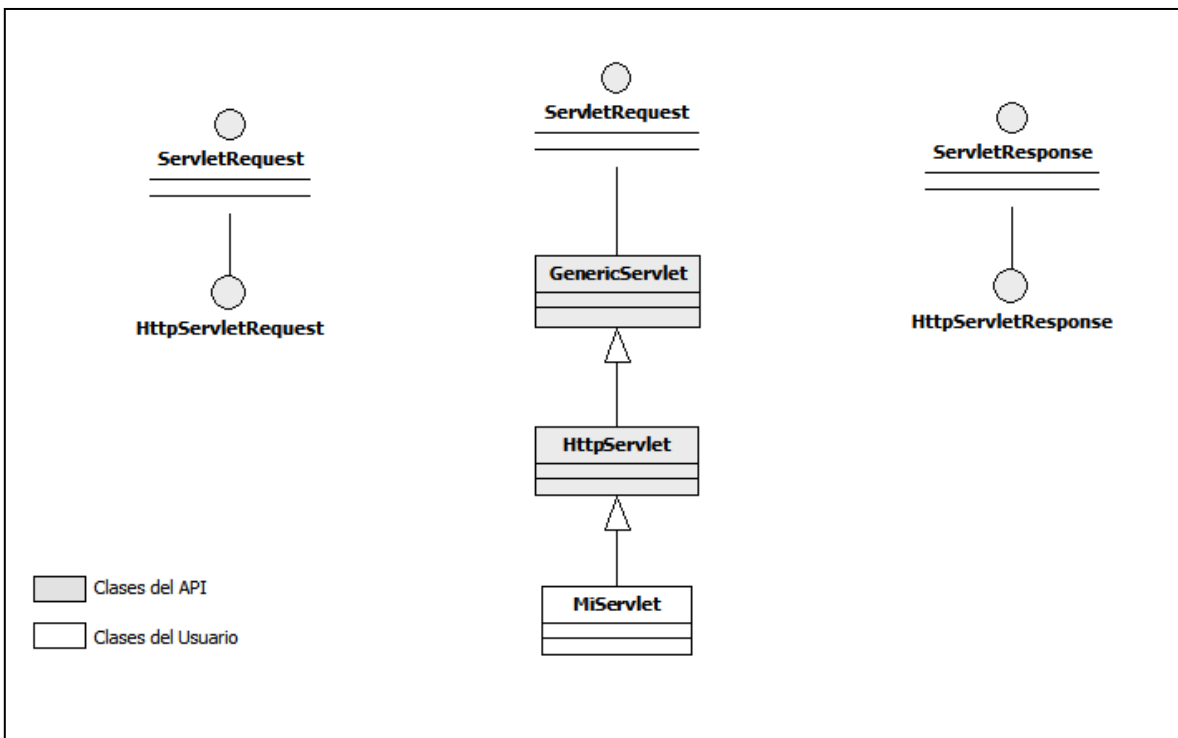 ServletRequest
HttpServletRequest
ServletRequest
GenericServlet
HttpServlet
MiServlet
ServletResponse
HttpServletResponse
Clases del API
Clases del Usuario